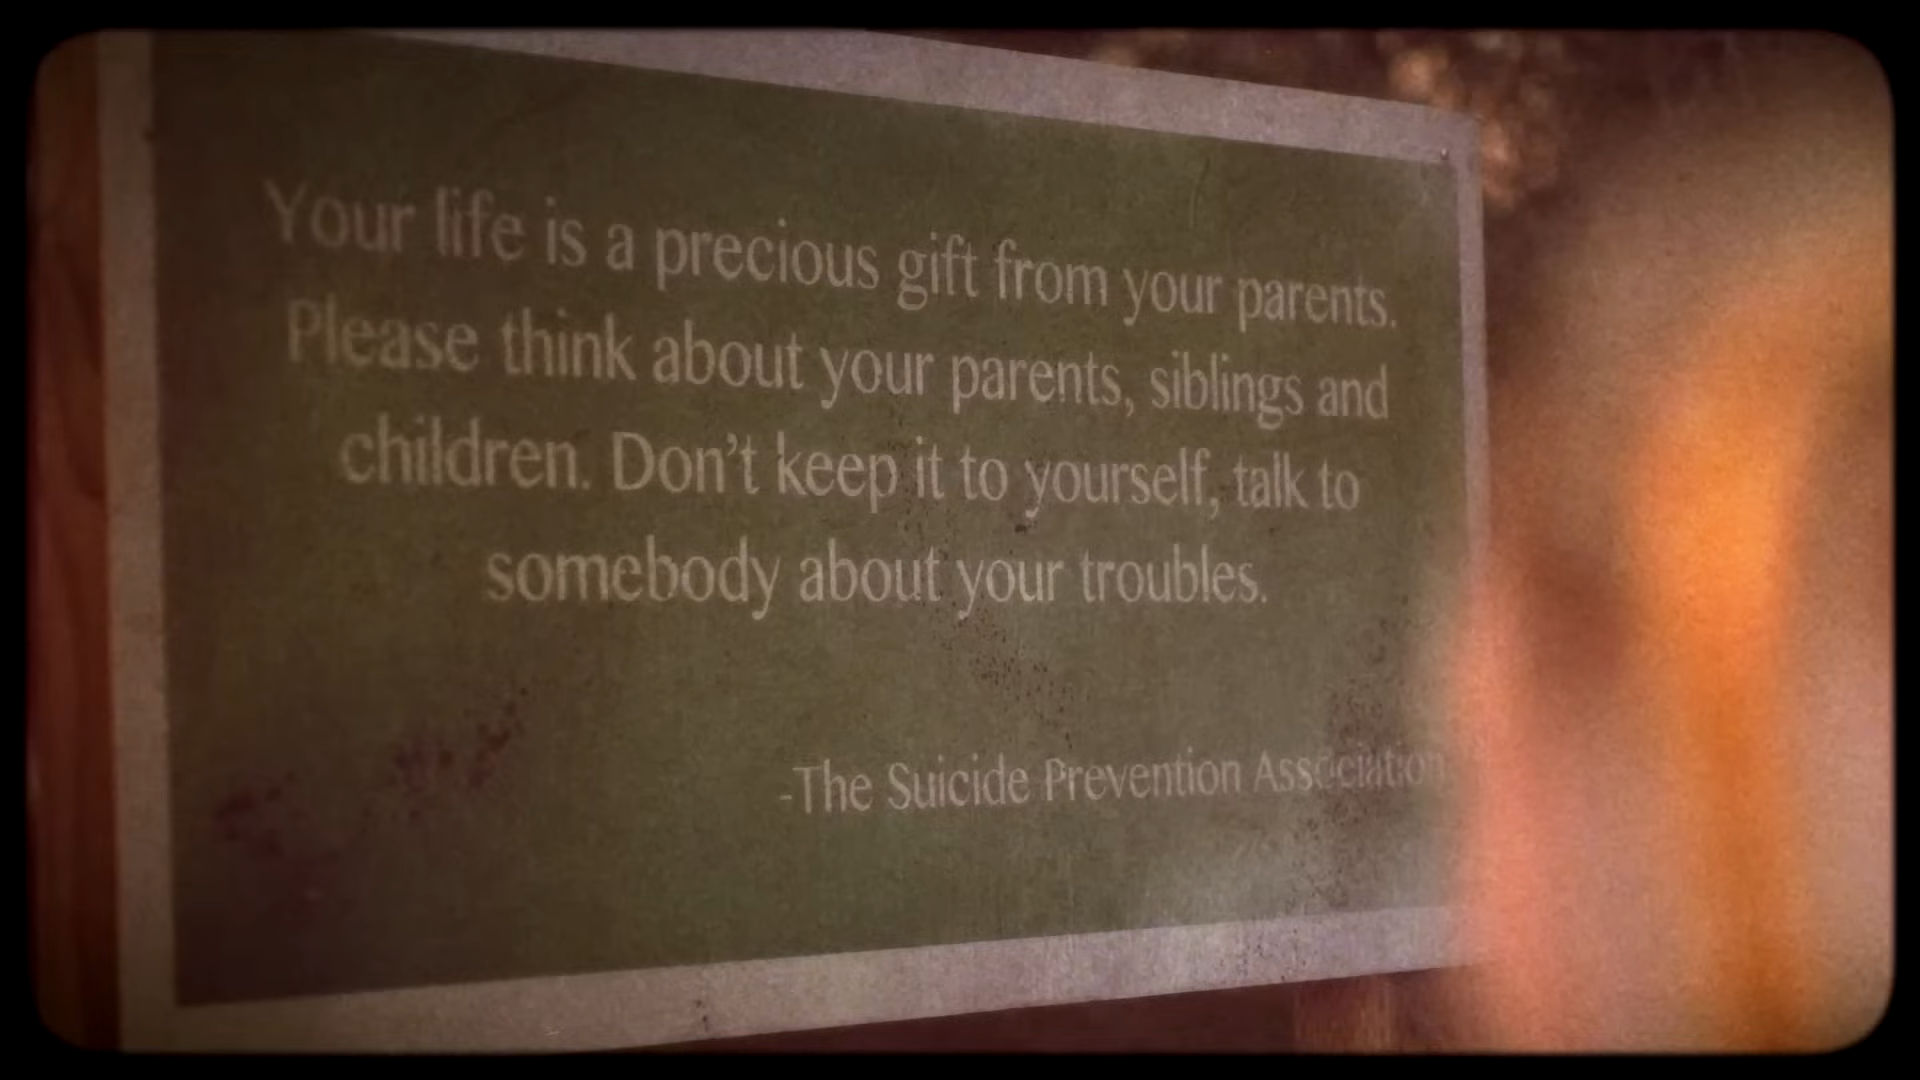 Your life is a precious gift from your parents.
Please think about your parents, siblings and
children. Don't keep it to yourself, talk to
somebody about your troubles.
-The Suicide Prevention Association